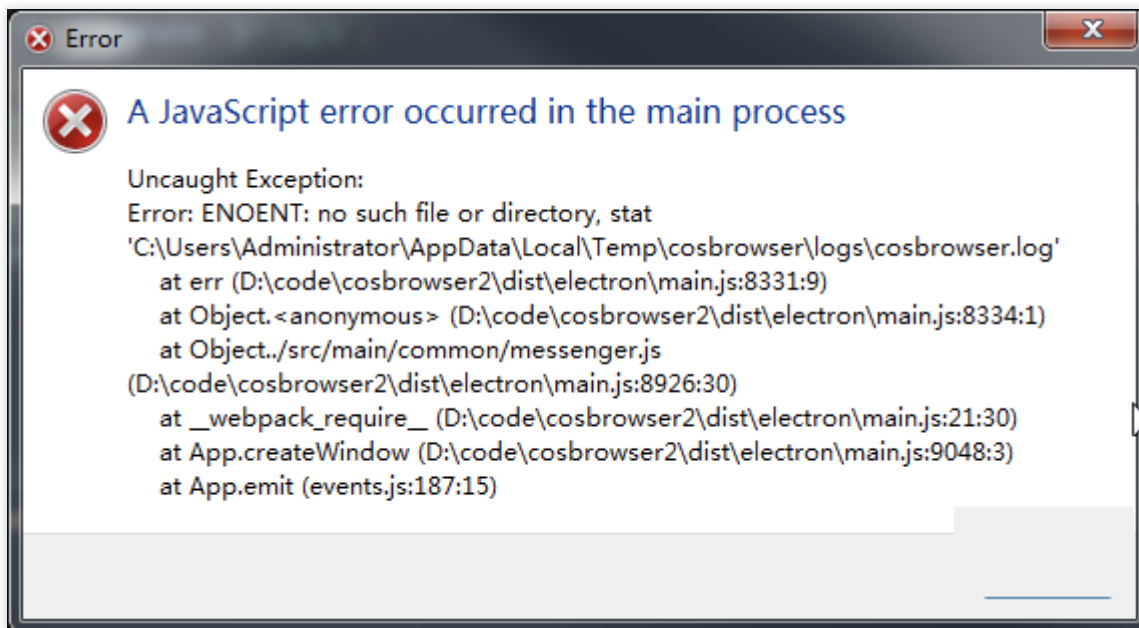 Error
A JavaScript error occurred in the main process
Uncaught Exception:
Error: ENOENT: no such file or directory, stat
'C:\Users\Administrator\AppData\Local\Temp\cosbrowser\logs\cosbrowser.log'
at err (D:\code\cosbrowser2\dist\electron\main.js:8331:9)
at Object.<anonymous> (D:\code\cosbrowser2\dist\electron\main.js:8334:1)
at Object../src/main/common/messenger.js
(D:\code\cosbrowser2\dist\electron\main.js:8926:30)
at __webpack_require__ (D:\code\cosbrowser2\dist\electron\main.js:21:30)
at App.createWindow (D:\code\cosbrowser2\dist\electron\main.js:9048:3)
at App.emit (events.js:187:15)